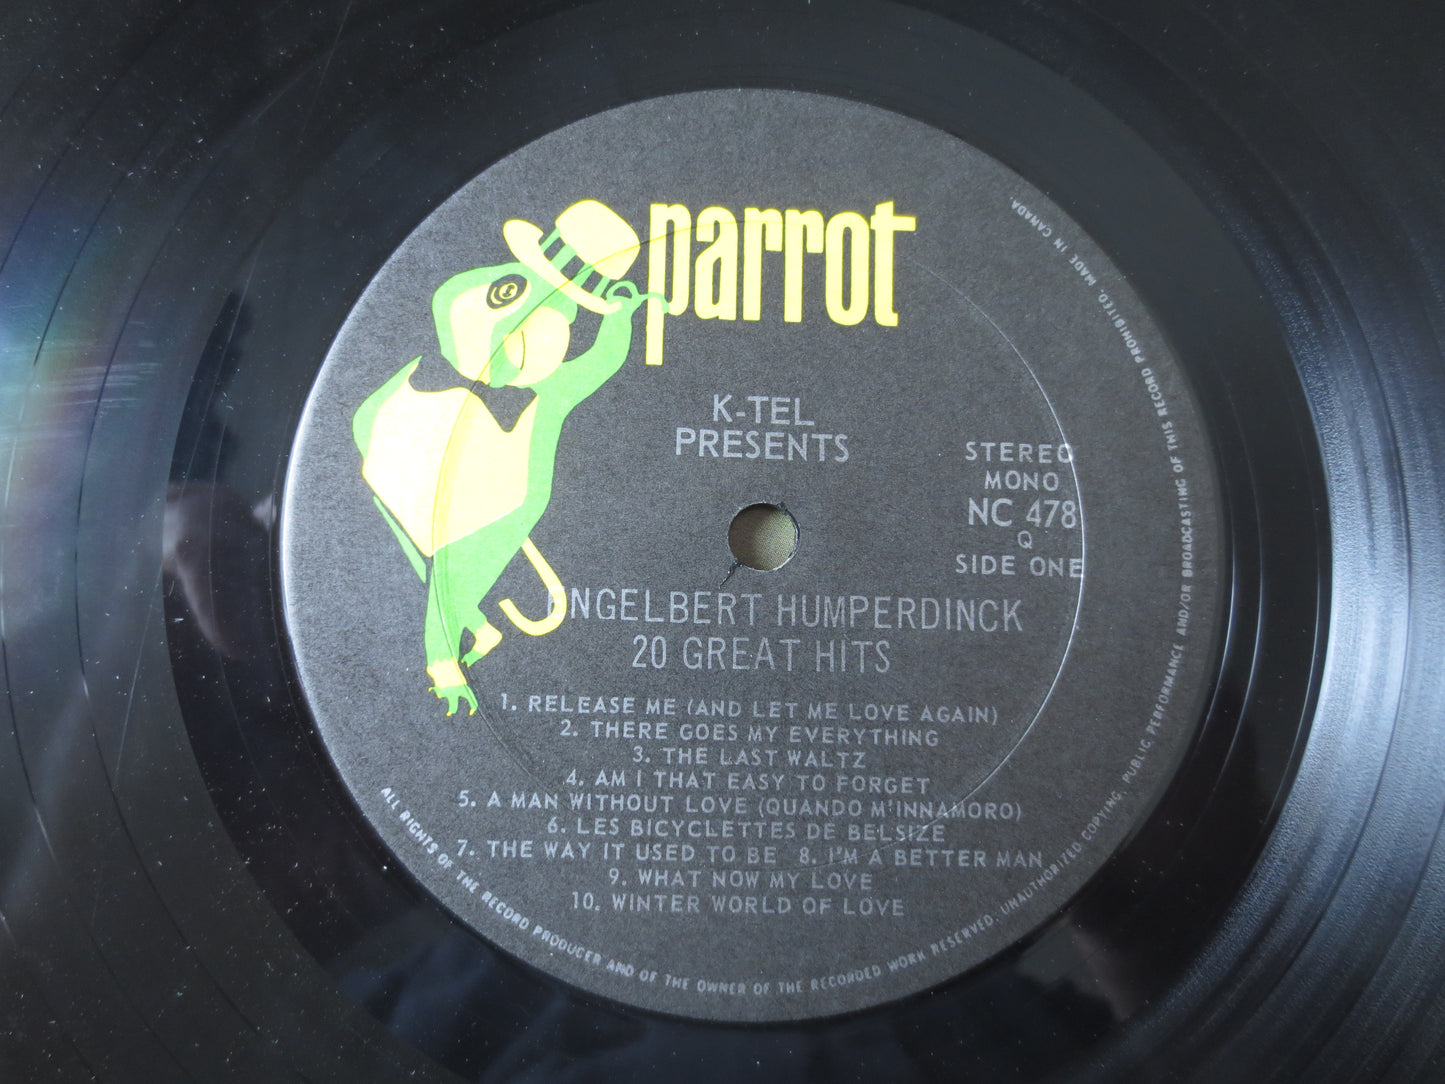 parrot
K-TEL
PRESENTS
STEREO
MONO
NC 478
Q
SIDE ONE
ENGELBERT HUMPERDINCK
20 GREAT HITS
1. RELEASE ME (AND LET ME LOVE AGAIN)
2. THERE GOES MY EVERYTHING
3. THE LAST WALTZ
4. AM I THAT EASY TO FORGET
5. A MAN WITHOUT LOVE (QUANDO M'INNAMORO)
6. LES BICYCLETTES DE BELSIZE
7. THE WAY IT USED TO BE 8. I'M A BETTER MAN
9. WHAT NOW MY LOVE
10. WINTER WORLD OF LOVE
ALL RIGHTS OF THE RECORD PRODUCER AND OF THE OWNER OF THE RECORDED WORK RESERVED. UNAUTHORIZED COPYING, PUBLIC PERFORMANCE AND/OR BROADCASTING OF THIS RECORD PROHIBITED. MADE IN CANADA.